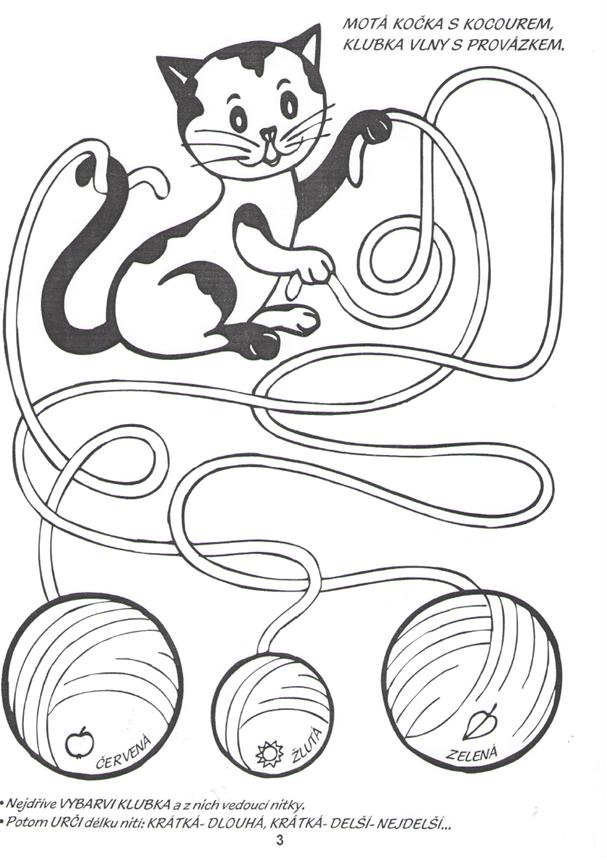 MOTÁ KOČKA S KOCOUREM,
KLUBKA VLNY S PROVÁZKEM.
ČERVENÁ
ŽLUTÁ
ZELENÁ
• Nejdříve VYBARVI KLUBKA a z nich vedoucí nitky.
• Potom URČI délku nití: KRÁTKÁ- DLOUHÁ, KRÁTKÁ- DELŠÍ- NEJDELŠÍ...
3